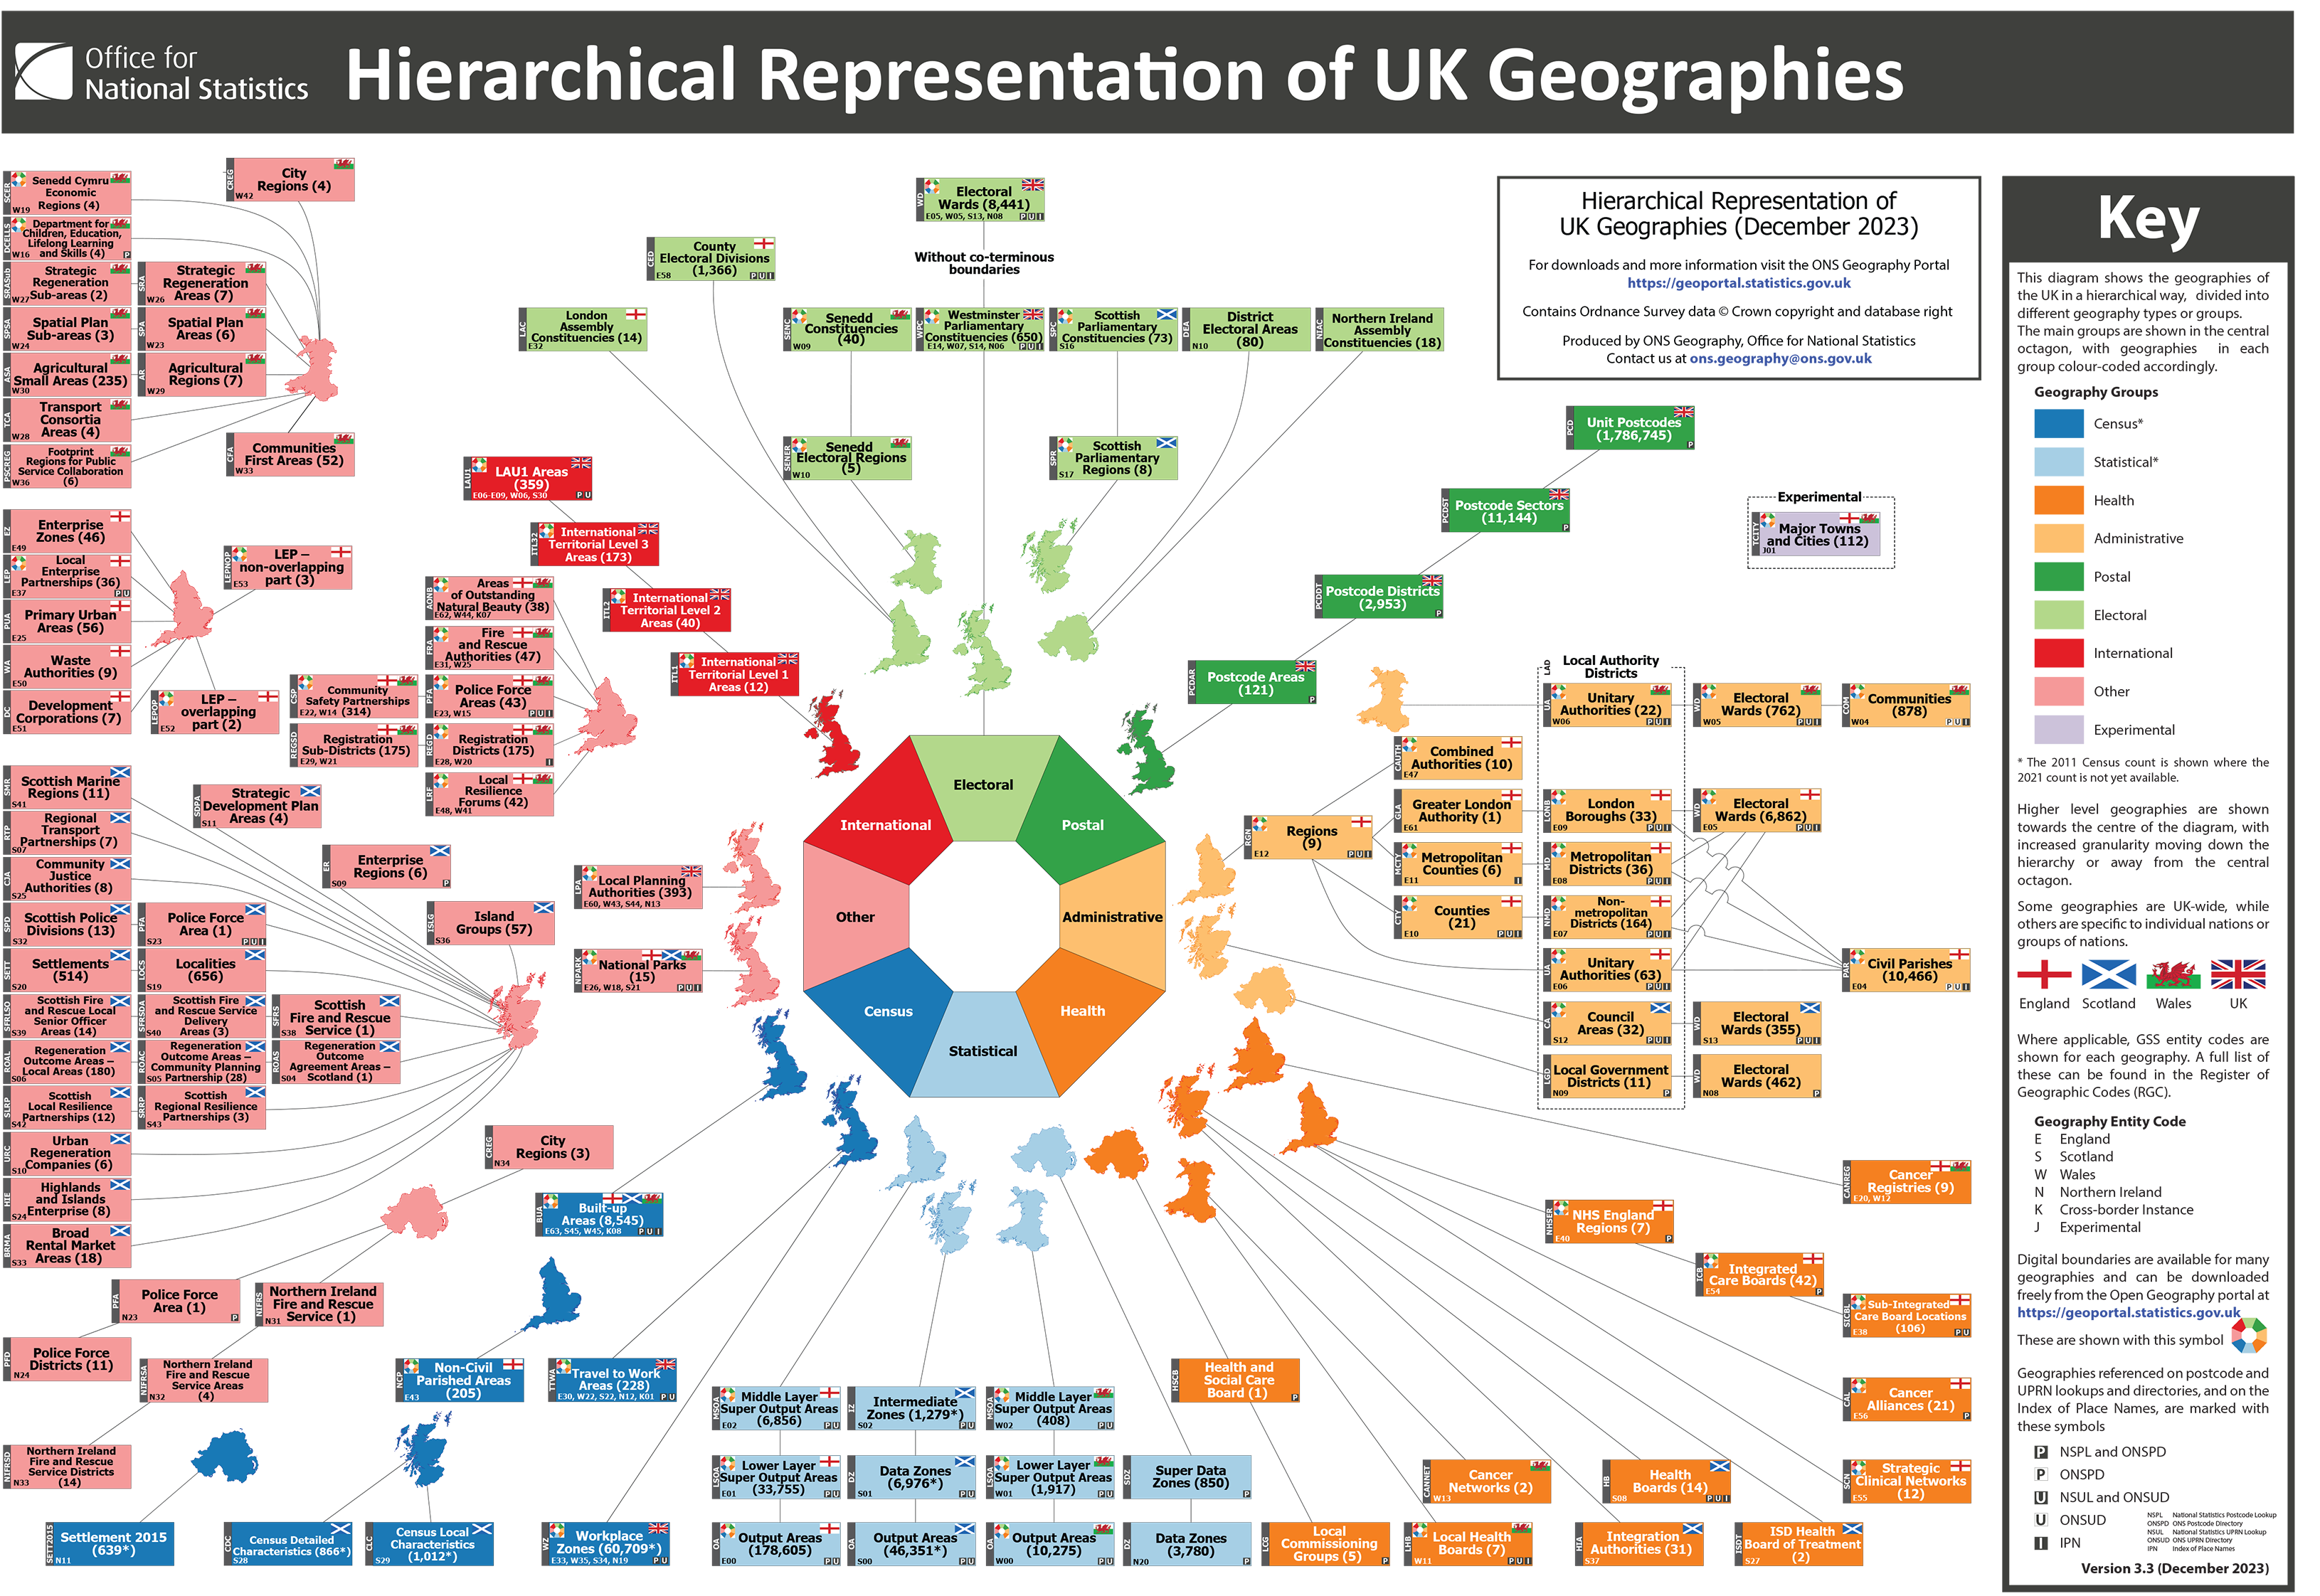 Office for
National Statistics
Hierarchical Representation of UK Geographies
SCER
Senedd Cymru
Economic
Regions (4)
W19
CREG
City
Regions (4)
W42
DCELLS
Department for
Children, Education,
Lifelong Learning
and Skills (4)
W16
P
SRASub
Strategic
Regeneration
Sub-areas (2)
W27
SRA
Strategic
Regeneration
Areas (7)
W26
SPSA
Spatial Plan
Sub-areas (3)
W24
SPA
Spatial Plan
Areas (6)
W23
ASA
Agricultural
Small Areas (235)
W30
AR
Agricultural
Regions (7)
W29
TCA
Transport
Consortia
Areas (4)
W28
PSCREG
Footprint
Regions for Public
Service Collaboration
(6)
W36
CFA
Communities
First Areas (52)
W33
EZ
Enterprise
Zones (46)
E49
LEP
Local
Enterprise
Partnerships (36)
E37
P U
PUA
Primary Urban
Areas (56)
E25
WA
Waste
Authorities (9)
E50
DC
Development
Corporations (7)
E51
LEPNOP
LEP –
non-overlapping
part (3)
E53
LEPOP
LEP –
overlapping
part (2)
E52
LAU1
LAU1 Areas
(359)
E06-E09, W06, S30
P U
ITL32
International
Territorial Level 3
Areas (173)
ITL2
International
Territorial Level 2
Areas (40)
ITL1
International
Territorial Level 1
Areas (12)
AONB
Areas
of Outstanding
Natural Beauty (38)
E62, W44, K07
FRA
Fire
and Rescue
Authorities (47)
E31, W25
CSP
Community
Safety Partnerships
E22, W14 (314)
PFA
Police Force
Areas (43)
E23, W15
P U I
REGSD
Registration
Sub-Districts (175)
E29, W21
REGD
Registration
Districts (175)
E28, W20
I
LRF
Local
Resilience
Forums (42)
E48, W41
LPA
Local Planning
Authorities (393)
E60, W43, S44, N13
NPARK
National Parks
(15)
E26, W18, S21
P U I
SMR
Scottish Marine
Regions (11)
S41
SDPA
Strategic
Development Plan
Areas (4)
S11
RTP
Regional
Transport
Partnerships (7)
S07
ER
Enterprise
Regions (6)
S09
P
CJA
Community
Justice
Authorities (8)
S25
ISLG
Island
Groups (57)
S36
SPD
Scottish Police
Divisions (13)
S32
PFA
Police Force
Area (1)
S23
P U I
SETT
Settlements
(514)
S20
LOCS
Localities
(656)
S19
SFRLSO
Scottish Fire
and Rescue Local
Senior Officer
Areas (14)
S39
SFRSDA
Scottish Fire
and Rescue Service
Delivery
Areas (3)
S40
SFRS
Scottish
Fire and Rescue
Service (1)
S38
ROAL
Regeneration
Outcome Areas –
Local Areas (180)
S06
ROAC
Regeneration
Outcome Areas –
Community Planning
Partnership (28)
S05
ROAS
Regeneration
Outcome
Agreement Areas –
Scotland (1)
S04
SLRP
Scottish
Local Resilience
Partnerships (12)
S42
SRRP
Scottish
Regional Resilience
Partnerships (3)
S43
URC
Urban
Regeneration
Companies (6)
S10
HIE
Highlands
and Islands
Enterprise (8)
S24
BRMA
Broad
Rental Market
Areas (18)
S33
CREG
City
Regions (3)
N34
PFA
Police Force
Area (1)
N23
P
NIFRS
Northern Ireland
Fire and Rescue
Service (1)
N31
PFD
Police Force
Districts (11)
N24
NIFRSA
Northern Ireland
Fire and Rescue
Service Areas
(4)
N32
NIFRSD
Northern Ireland
Fire and Rescue
Service Districts
(14)
N33
WD
Electoral
Wards (8,441)
E05, W05, S13, N08
P U I
Without co-terminous
boundaries
CED
County
Electoral Divisions
(1,366)
E58
P U I
LAC
London
Assembly
Constituencies (14)
E32
SENC
Senedd
Constituencies
(40)
W09
WPC
Westminster
Parliamentary
Constituencies (650)
E14, W07, S14, N06
P U I
SPC
Scottish
Parliamentary
Constituencies (73)
S16
DEA
District
Electoral Areas
(80)
N10
NIAC
Northern Ireland
Assembly
Constituencies (18)
SENER
Senedd
Electoral Regions
(5)
W10
SPR
Scottish
Parliamentary
Regions (8)
S17
Electoral
Postal
Administrative
Health
Statistical
Census
Other
International
PCD
Unit Postcodes
(1,786,745)
P
PCDST
Postcode Sectors
(11,144)
P
PCDDT
Postcode Districts
(2,953)
P
PCDAR
Postcode Areas
(121)
P
Hierarchical Representation of
UK Geographies (December 2023)
For downloads and more information visit the ONS Geography Portal
https://geoportal.statistics.gov.uk
Contains Ordnance Survey data © Crown copyright and database right
Produced by ONS Geography, Office for National Statistics
Contact us at ons.geography@ons.gov.uk
Experimental
TCITY
Major Towns
and Cities (112)
J01
LAD
Local Authority
Districts
UA
Unitary
Authorities (22)
W06
P U I
WD
Electoral
Wards (762)
W05
P U I
COM
Communities
(878)
W04
P U I
CAUTH
Combined
Authorities (10)
E47
RGN
Regions
(9)
E12
P U I
GLA
Greater London
Authority (1)
E61
LONB
London
Boroughs (33)
E09
P U I
WD
Electoral
Wards (6,862)
E05
P U I
MCTY
Metropolitan
Counties (6)
E11
I
MD
Metropolitan
Districts (36)
E08
P U I
CTY
Counties
(21)
E10
P U I
NMD
Non-
metropolitan
Districts (164)
E07
P U I
UA
Unitary
Authorities (63)
E06
P U I
PAR
Civil Parishes
(10,466)
E04
P U I
CA
Council
Areas (32)
S12
P U I
WD
Electoral
Wards (355)
S13
P U I
LGD
Local Government
Districts (11)
N09
P
WD
Electoral
Wards (462)
N08
P
CANREG
Cancer
Registries (9)
E20, W12
NHSER
NHS England
Regions (7)
E40
P
ICB
Integrated
Care Boards (42)
E54
P
SICBL
Sub-Integrated
Care Board Locations
(106)
E38
P U
CAL
Cancer
Alliances (21)
E56
P
SCN
Strategic
Clinical Networks
(12)
E55
HSCB
Health and
Social Care
Board (1)
P
LCG
Local
Commissioning
Groups (5)
P
CANNET
Cancer
Networks (2)
W13
LHB
Local Health
Boards (7)
W11
P U I
HB
Health
Boards (14)
S08
P U I
HIA
Integration
Authorities (31)
S37
ISDT
ISD Health
Board of Treatment
(2)
S27
BUA
Built-up
Areas (8,545)
E63, S45, W45, K08
P U I
NCP
Non-Civil
Parished Areas
(205)
E43
TTWA
Travel to Work
Areas (228)
E30, W22, S22, N12, K01
P U
SETT2015
Settlement 2015
(639*)
N11
CDC
Census Detailed
Characteristics (866*)
S28
CLC
Census Local
Characteristics
(1,012*)
S29
WZ
Workplace
Zones (60,709*)
E33, W35, S34, N19
P U
MSOA
Middle Layer
Super Output Areas
(6,856)
E02
P U
IZ
Intermediate
Zones (1,279*)
S02
P U
MSOA
Middle Layer
Super Output Areas
(408)
W02
P U
LSOA
Lower Layer
Super Output Areas
(33,755)
E01
P U
DZ
Data Zones
(6,976*)
S01
P U
LSOA
Lower Layer
Super Output Areas
(1,917)
W01
P U
SDZ
Super Data
Zones (850)
P
OA
Output Areas
(178,605)
E00
P U
OA
Output Areas
(46,351*)
S00
P U
OA
Output Areas
(10,275)
W00
P U
DZ
Data Zones
(3,780)
N20
P
Key
This diagram shows the geographies of
the UK in a hierarchical way, divided into
different geography types or groups.
The main groups are shown in the central
octagon, with geographies in each
group colour-coded accordingly.
Geography Groups
Census*
Statistical*
Health
Administrative
Postal
Electoral
International
Other
Experimental
* The 2011 Census count is shown where the
2021 count is not yet available.
Higher level geographies are shown
towards the centre of the diagram, with
increased granularity moving down the
hierarchy or away from the central
octagon.
Some geographies are UK-wide, while
others are specific to individual nations or
groups of nations.
England Scotland Wales UK
Where applicable, GSS entity codes are
shown for each geography. A full list of
these can be found in the Register of
Geographic Codes (RGC).
Geography Entity Code
E England
S Scotland
W Wales
N Northern Ireland
K Cross-border Instance
J Experimental
Digital boundaries are available for many
geographies and can be downloaded
freely from the Open Geography portal at
https://geoportal.statistics.gov.uk
These are shown with this symbol
Geographies referenced on postcode and
UPRN lookups and directories, and on the
Index of Place Names, are marked with
these symbols
P NSPL and ONSPD
P ONSPD
U NSUL and ONSUD
U ONSUD
I IPN
NSPL National Statistics Postcode Lookup
ONSPD ONS Postcode Directory
NSUL National Statistics UPRN Lookup
ONSUD ONS UPRN Directory
IPN Index of Place Names
Version 3.3 (December 2023)